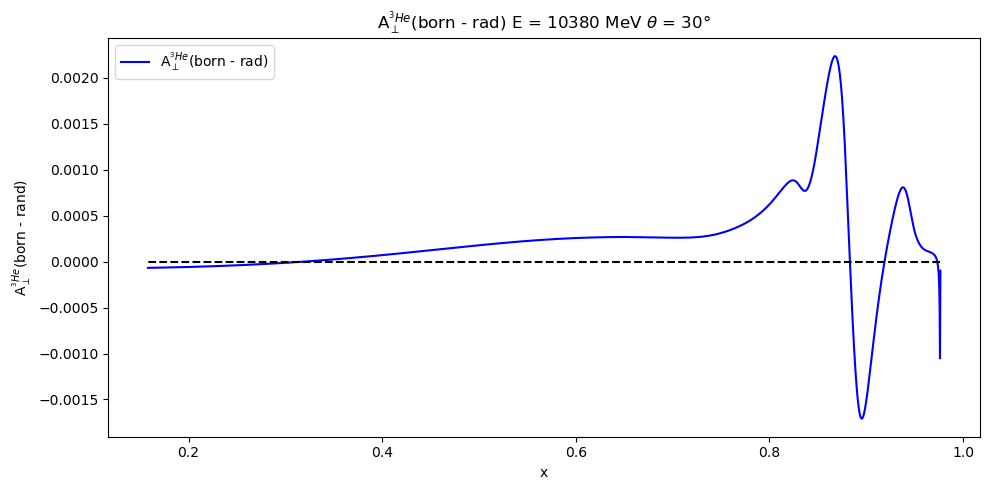 A⊥³ᴴᵉ(born - rad) E = 10380 MeV θ = 30°
A⊥³ᴴᵉ(born - rad)
A⊥³ᴴᵉ(born - rand)
0.0020
0.0015
0.0010
0.0005
0.0000
−0.0005
−0.0010
−0.0015
0.2 0.4 0.6 0.8 1.0
x